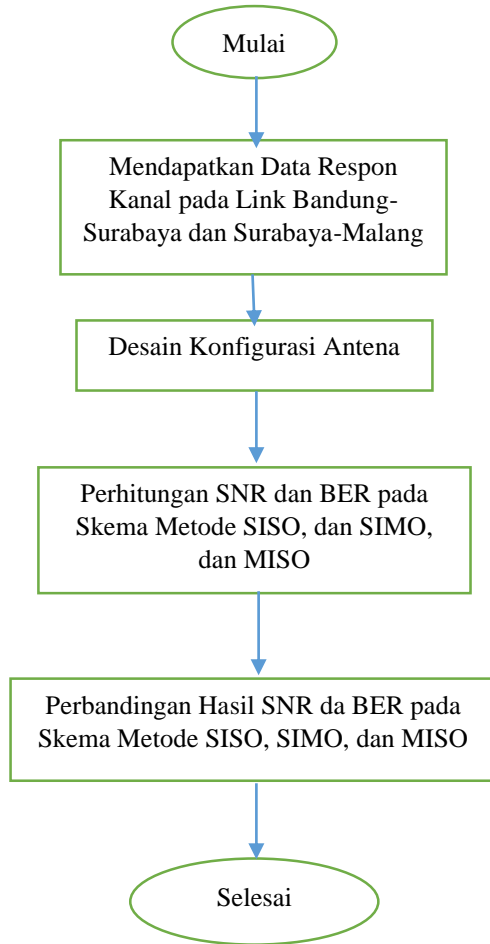 Mulai
Mendapatkan Data Respon
Kanal pada Link Bandung-
Surabaya dan Surabaya-Malang
Desain Konfigurasi Antena
Perhitungan SNR dan BER pada
Skema Metode SISO, dan SIMO,
dan MISO
Perbandingan Hasil SNR da BER pada
Skema Metode SISO, SIMO, dan MISO
Selesai